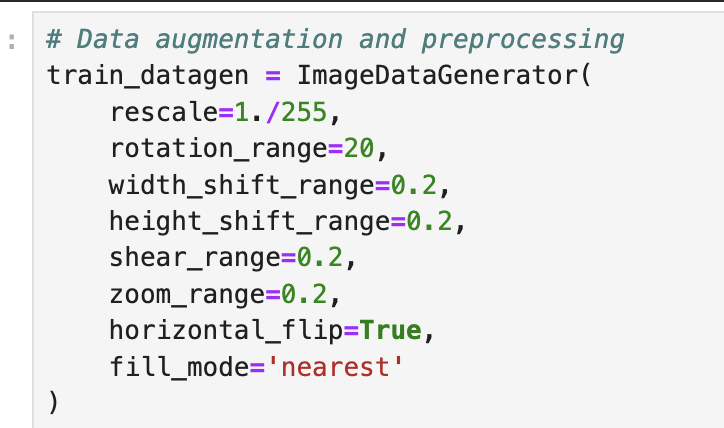 :
# Data augmentation and preprocessing
train_datagen = ImageDataGenerator(
    rescale=1./255,
    rotation_range=20,
    width_shift_range=0.2,
    height_shift_range=0.2,
    shear_range=0.2,
    zoom_range=0.2,
    horizontal_flip=True,
    fill_mode='nearest'
)